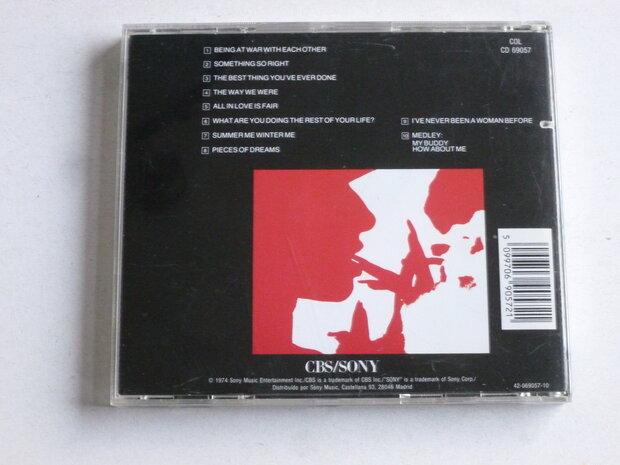 COL
CD 69057
1 BEING AT WAR WITH EACH OTHER
2 SOMETHING SO RIGHT
3 THE BEST THING YOU'VE EVER DONE
4 THE WAY WE WERE
5 ALL IN LOVE IS FAIR
6 WHAT ARE YOU DOING THE REST OF YOUR LIFE?
7 SUMMER ME WINTER ME
8 PIECES OF DREAMS
9 I'VE NEVER BEEN A WOMAN BEFORE
10 MEDLEY:
MY BUDDY
HOW ABOUT ME
5 099706 905721
CBS/SONY
© 1974 Sony Music Entertainment Inc./CBS is a trademark of CBS Inc./"SONY" is a trademark of Sony Corp./
Distribuido por Sony Music, Castellana 93, 28046 Madrid
42-069057-10